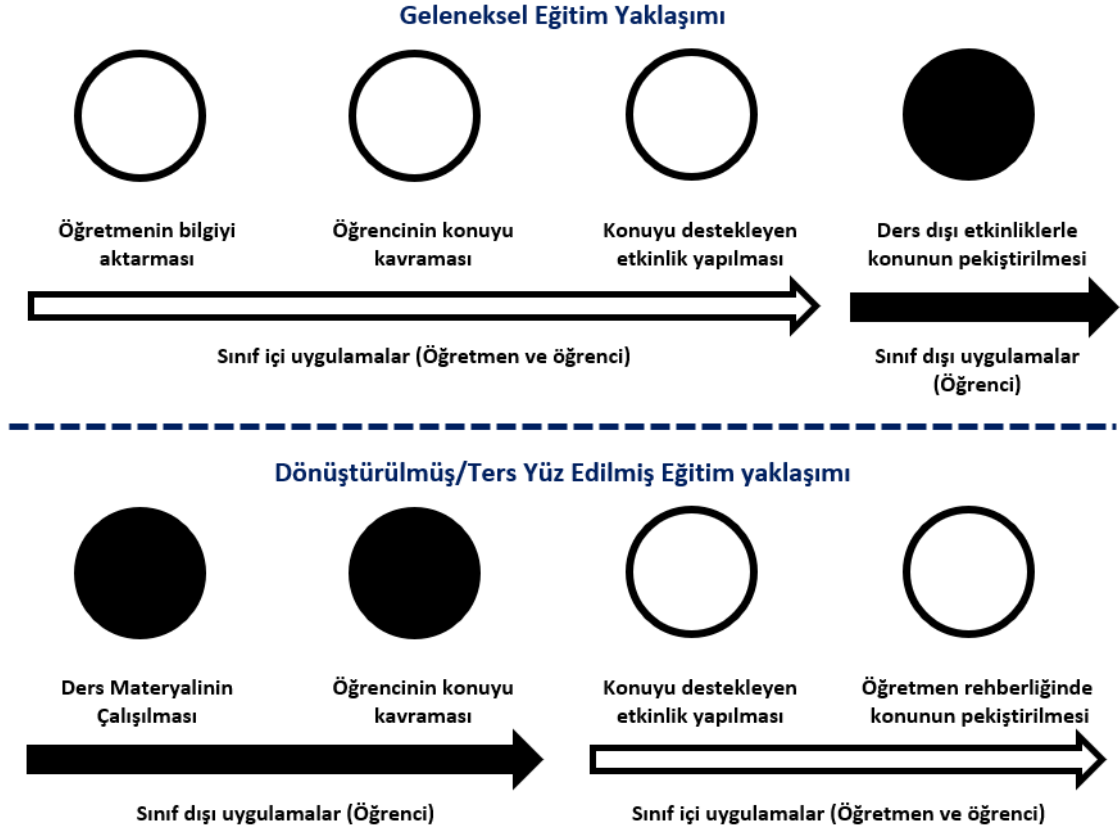 Geleneksel Eğitim Yaklaşımı
Öğretmenin bilgiyi
aktarması
Öğrencinin konuyu
kavraması
Konuyu destekleyen
etkinlik yapılması
Ders dışı etkinliklerle
konunun pekiştirilmesi
Sınıf içi uygulamalar (Öğretmen ve öğrenci)
Sınıf dışı uygulamalar
(Öğrenci)
Dönüştürülmüş/Ters Yüz Edilmiş Eğitim yaklaşımı
Ders Materyalinin
Çalışılması
Öğrencinin konuyu
kavraması
Konuyu destekleyen
etkinlik yapılması
Öğretmen rehberliğinde
konunun pekiştirilmesi
Sınıf dışı uygulamalar (Öğrenci)
Sınıf içi uygulamalar (Öğretmen ve öğrenci)